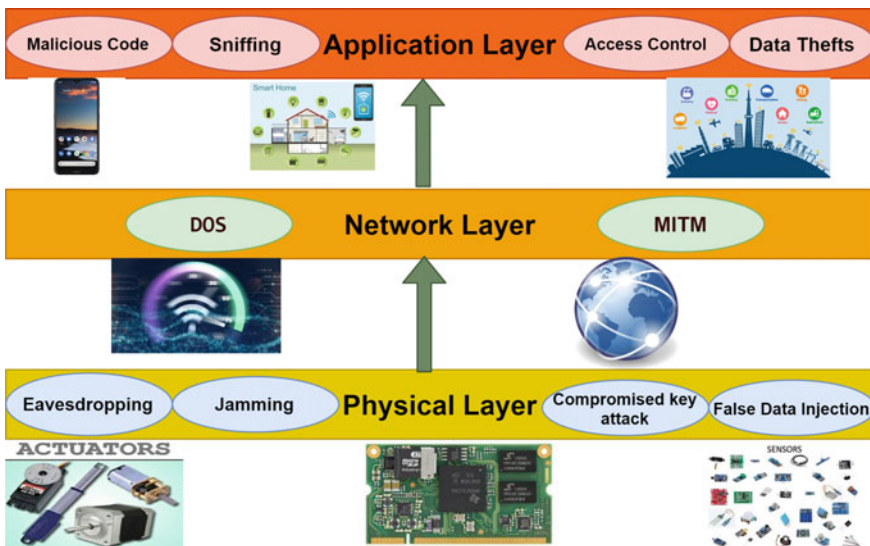 Malicious Code
Sniffing
Application Layer
Access Control
Data Thefts
Smart Home
DOS
Network Layer
MITM
Eavesdropping
Jamming
Physical Layer
Compromised key
attack
False Data Injection
ACTUATORS
SENSORS